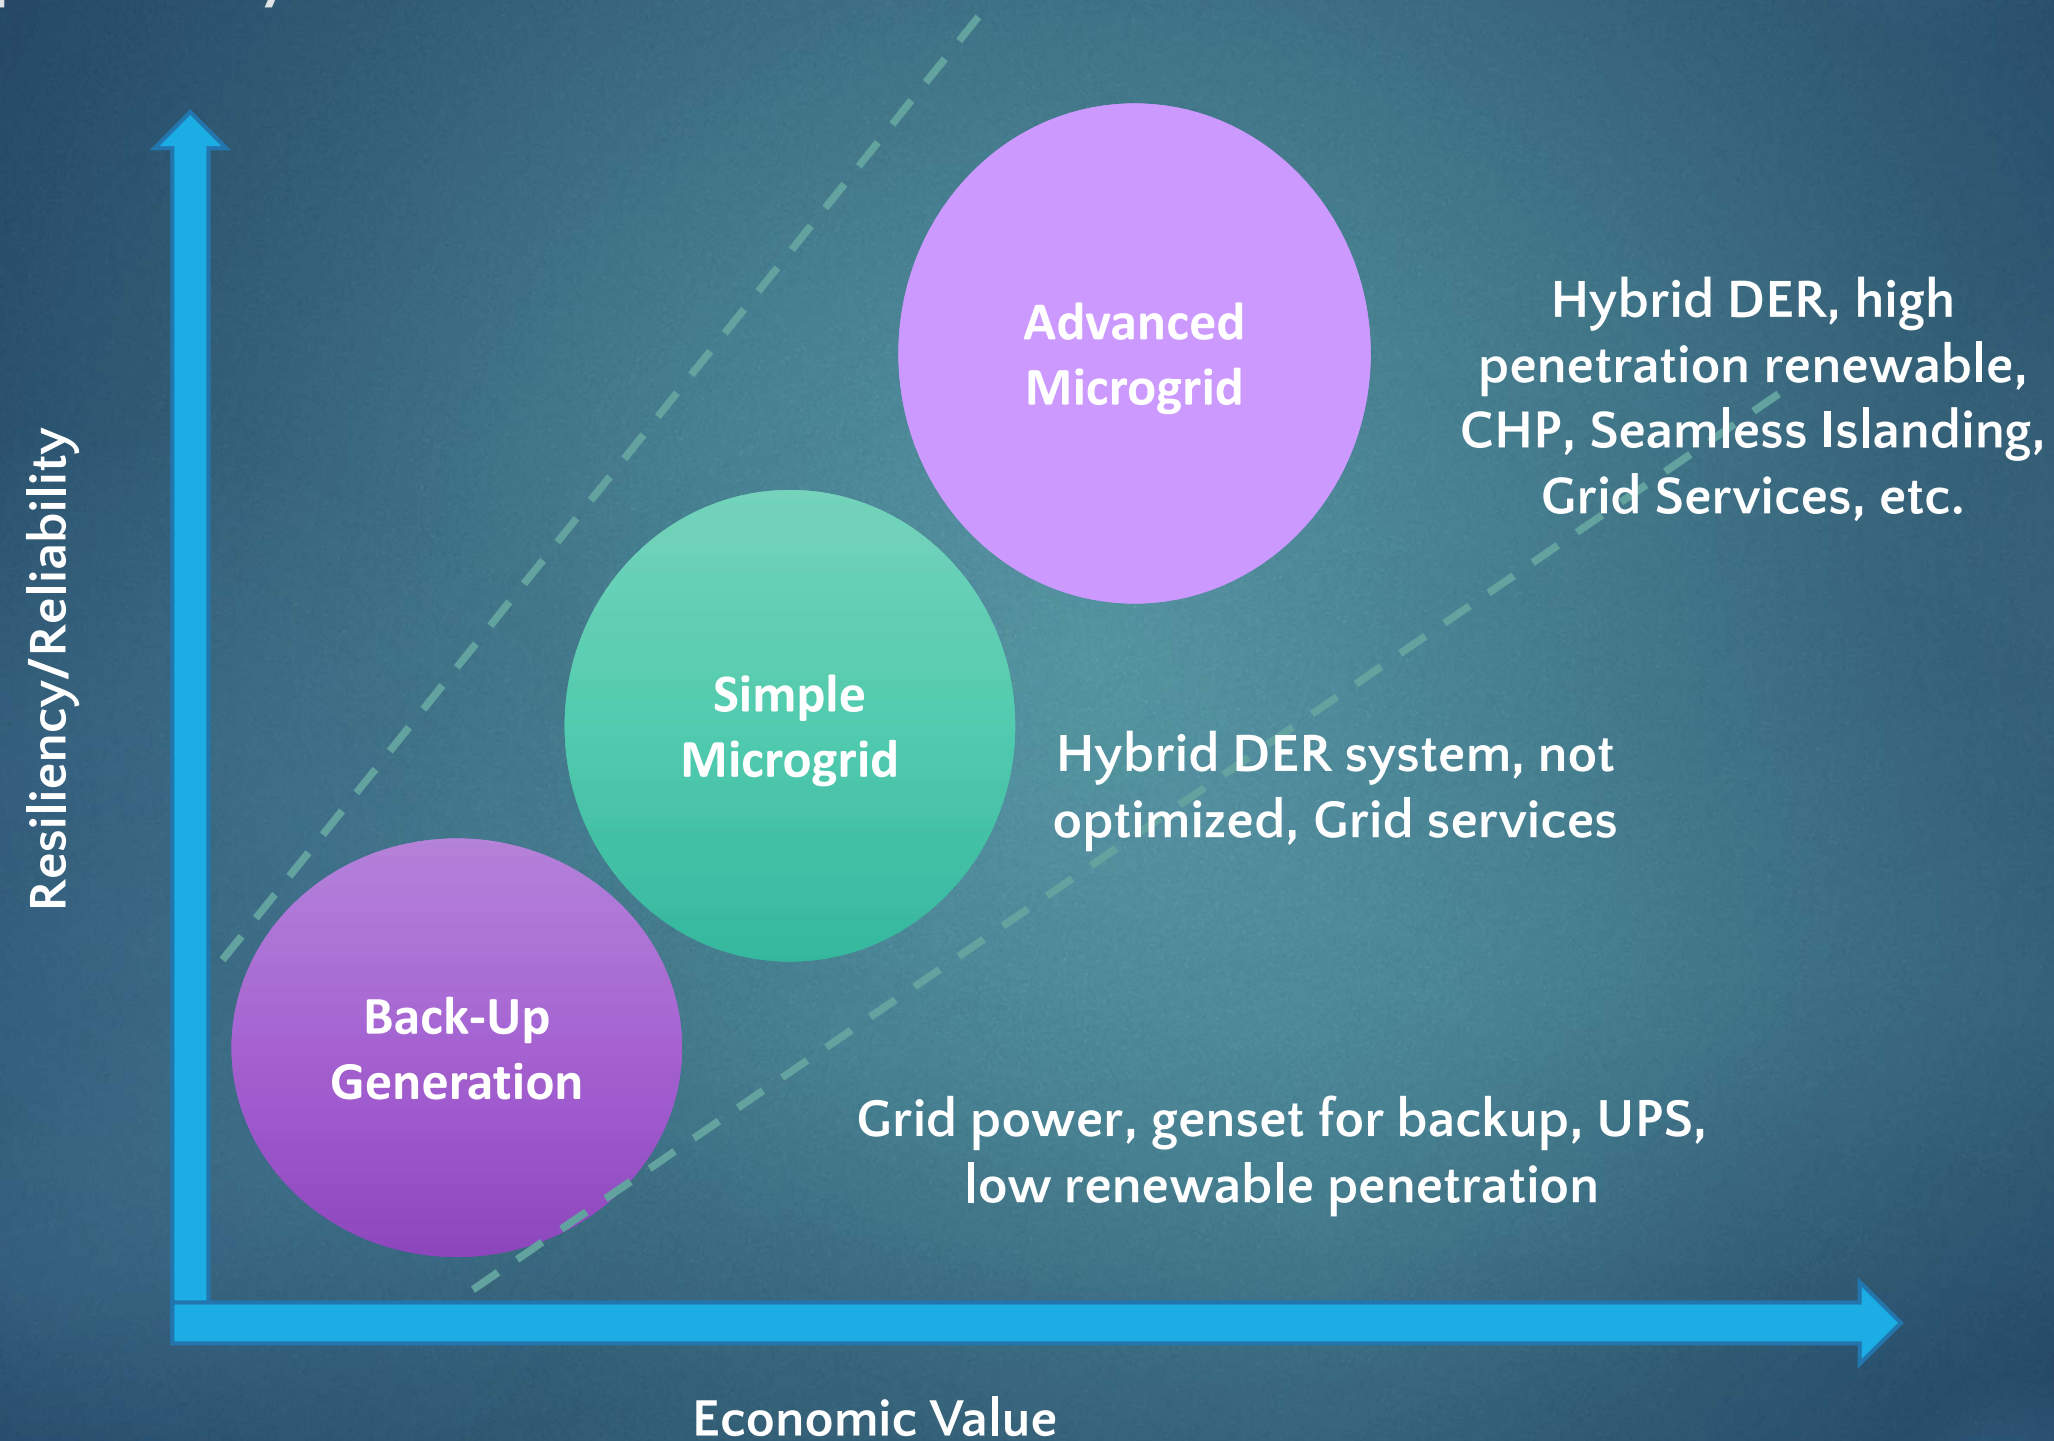 Resiliency/Reliability
Advanced
Microgrid
Hybrid DER, high
penetration renewable,
CHP, Seamless Islanding,
Grid Services, etc.
Simple
Microgrid
Hybrid DER system, not
optimized, Grid services
Back-Up
Generation
Grid power, genset for backup, UPS,
low renewable penetration
Economic Value